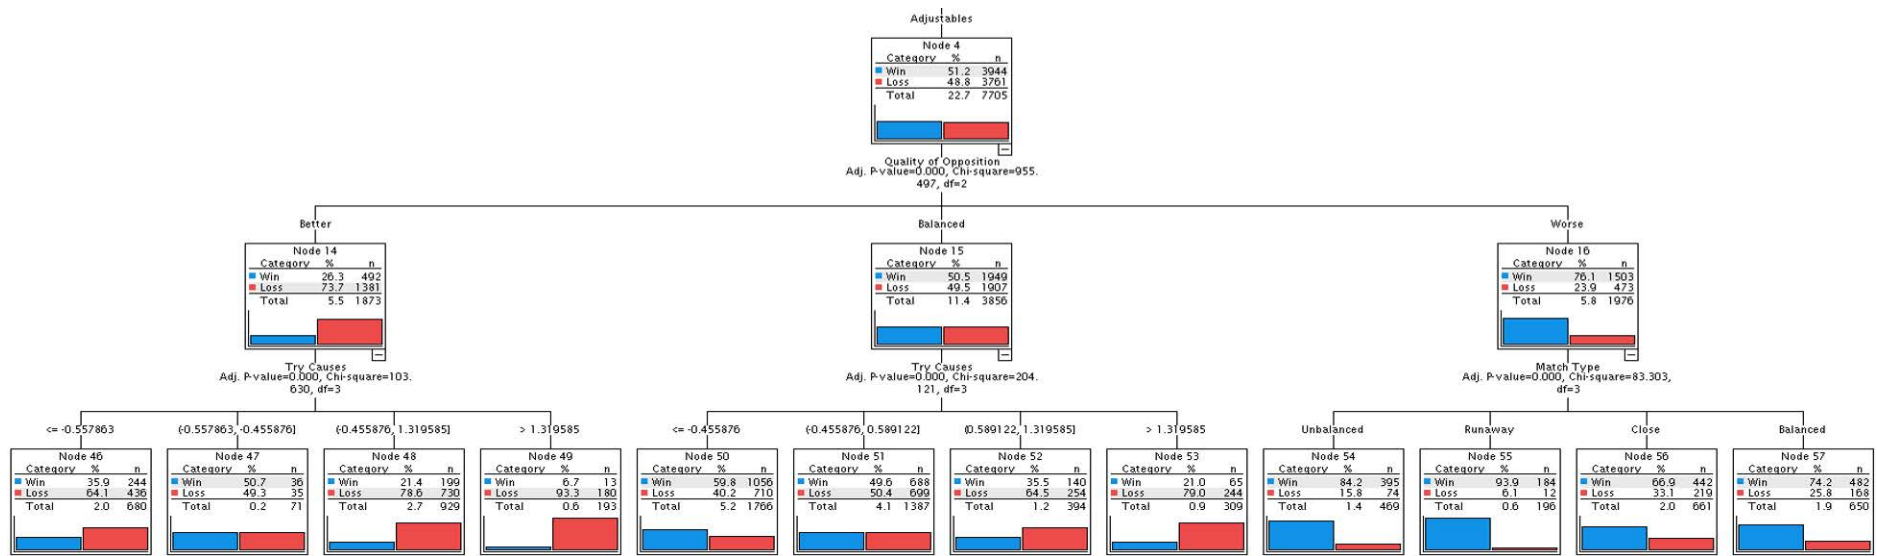 Adjustables
Node 4
Category % n
Win 51.2 3944
Loss 48.8 3761
Total 22.7 7705
Quality of Opposition
Adj. P-value=0.000, Chi-square=955.
497, df=2
Better
Balanced
Worse
Node 14
Category % n
Win 26.3 492
Loss 73.7 1381
Total 5.5 1873
Try Causes
Adj. P-value=0.000, Chi-square=103.
630, df=3
Node 15
Category % n
Win 50.5 1949
Loss 49.5 1907
Total 11.4 3856
Try Causes
Adj. P-value=0.000, Chi-square=204.
121, df=3
Node 16
Category % n
Win 76.1 1503
Loss 23.9 473
Total 5.8 1976
Match Type
Adj. P-value=0.000, Chi-square=83.303,
df=3
<= -0.557863
(-0.557863, -0.455876]
(-0.455876, 1.319585]
> 1.319585
<= -0.455876
(-0.455876, 0.589122]
(0.589122, 1.319585]
> 1.319585
Unbalanced
Runaway
Close
Balanced
Node 46
Category % n
Win 35.9 244
Loss 64.1 436
Total 2.0 680
Node 47
Category % n
Win 50.7 36
Loss 49.3 35
Total 0.2 71
Node 48
Category % n
Win 21.4 199
Loss 78.6 730
Total 2.7 929
Node 49
Category % n
Win 6.7 13
Loss 93.3 180
Total 0.6 193
Node 50
Category % n
Win 59.8 1056
Loss 40.2 710
Total 5.2 1766
Node 51
Category % n
Win 49.6 688
Loss 50.4 699
Total 4.1 1387
Node 52
Category % n
Win 35.5 140
Loss 64.5 254
Total 1.2 394
Node 53
Category % n
Win 21.0 65
Loss 79.0 244
Total 0.9 309
Node 54
Category % n
Win 84.2 395
Loss 15.8 74
Total 1.4 469
Node 55
Category % n
Win 93.9 184
Loss 6.1 12
Total 0.6 196
Node 56
Category % n
Win 66.9 442
Loss 33.1 219
Total 2.0 661
Node 57
Category % n
Win 74.2 482
Loss 25.8 168
Total 1.9 650